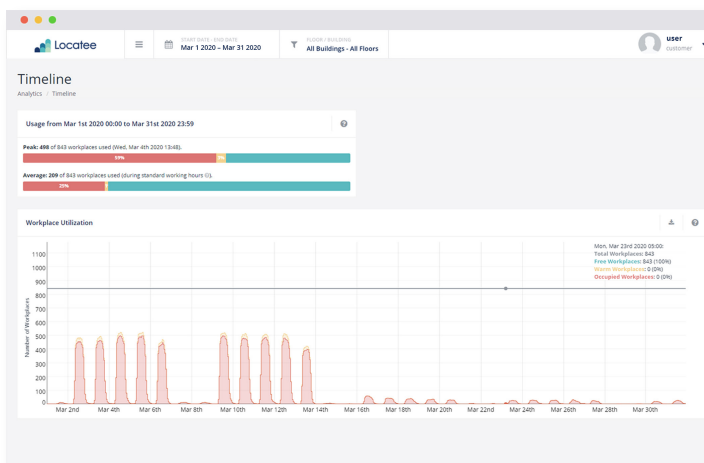 Locatee
START DATE / END DATE
Mar 1 2020 – Mar 31 2020
FLOOR / BUILDING
All Buildings - All Floors
user
customer
Timeline
Analytics / Timeline
Usage from Mar 1st 2020 00:00 to Mar 31st 2020 23:59
Peak: 498 of 843 workplaces used (Wed, Mar 4th 2020 13:48).
59%
Average: 209 of 843 workplaces used (during standard working hours).
25%
Workplace Utilization
Mon, Mar 23rd 2020 05:00:
Total Workplaces: 843
Free Workplaces: 843 (100%)
Warm Workplaces: 0 (0%)
Occupied Workplaces: 0 (0%)
Number of Workplaces
1100
1000
900
800
700
600
500
400
300
200
100
0
Mar 2nd Mar 4th Mar 6th Mar 8th Mar 10th Mar 12th Mar 14th Mar 16th Mar 18th Mar 20th Mar 22nd Mar 24th Mar 26th Mar 28th Mar 30th